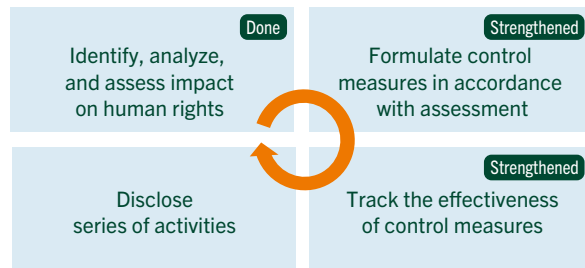 Done
Identify, analyze,
and assess impact
on human rights
Strengthened
Formulate control
measures in accordance
with assessment
Disclose
series of activities
Strengthened
Track the effectiveness
of control measures